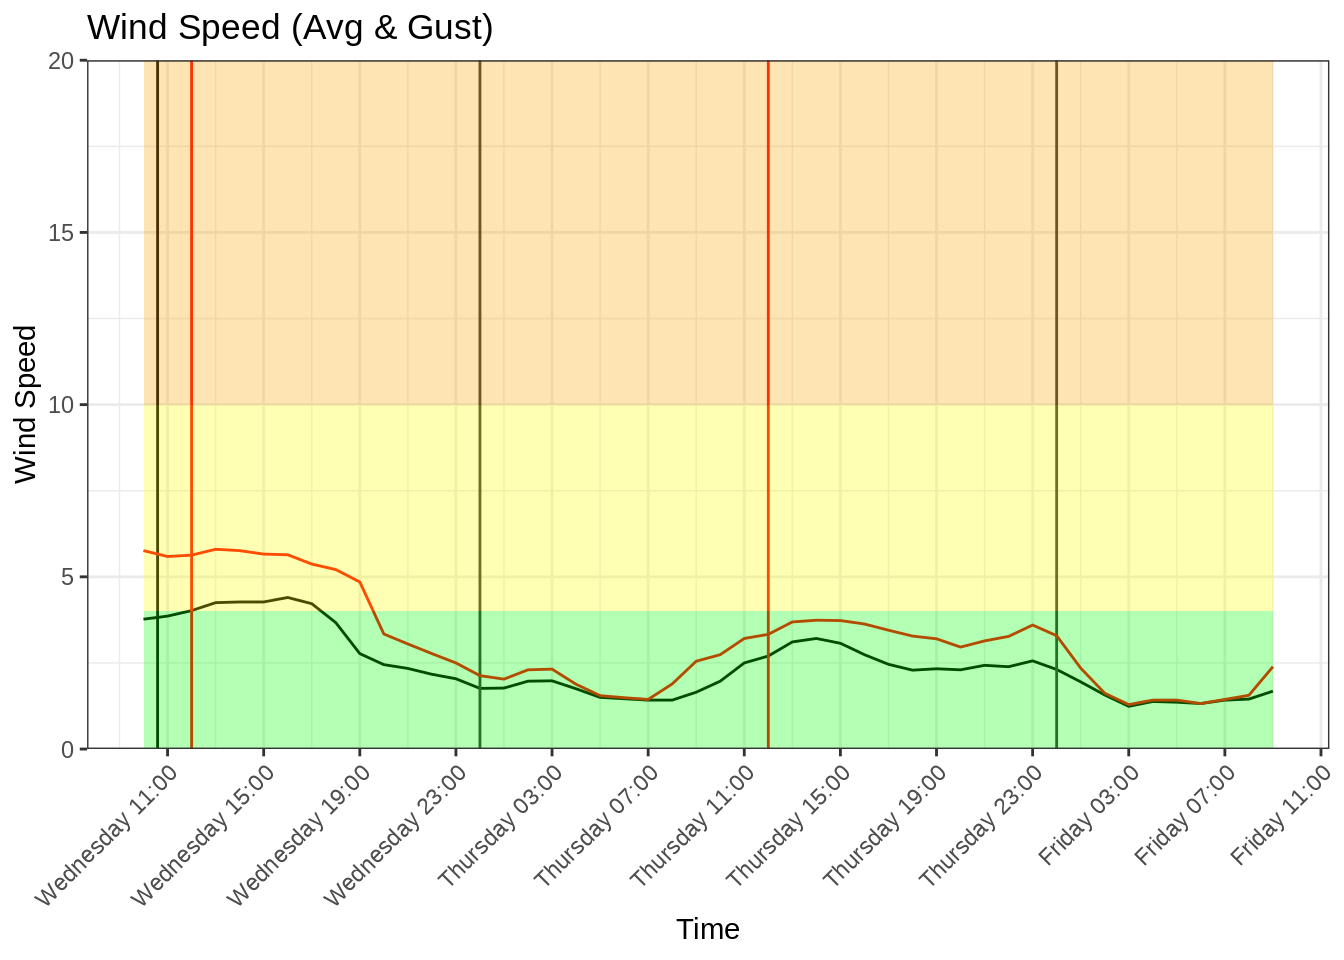 Wind Speed (Avg & Gust)
20
15
10
5
0
Wind Speed
Wednesday 11:00
Wednesday 15:00
Wednesday 19:00
Wednesday 23:00
Thursday 03:00
Thursday 07:00
Thursday 11:00
Thursday 15:00
Thursday 19:00
Thursday 23:00
Friday 03:00
Friday 07:00
Friday 11:00
Time